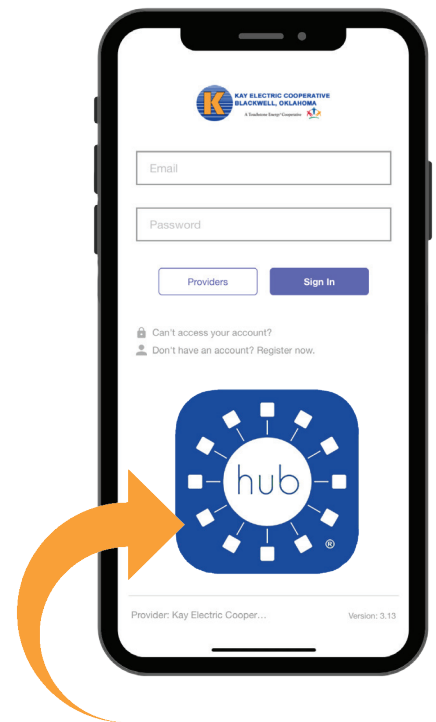 K
KAY ELECTRIC COOPERATIVE
BLACKWELL, OKLAHOMA
A Touchstone Energy® Cooperative
Email
Password
Providers
Sign In
Can't access your account?
Don't have an account? Register now.
hub
®
Provider: Kay Electric Cooper...
Version: 3.13